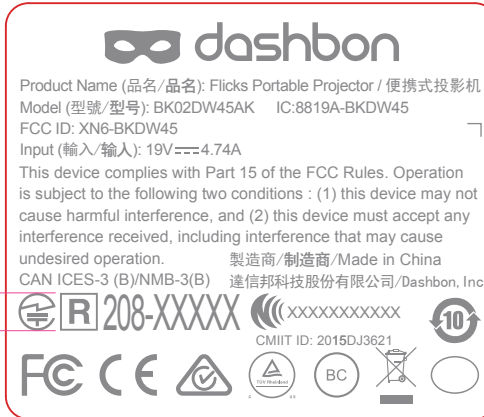 dashbon
Product Name (品名/品名): Flicks Portable Projector / 便携式投影机
Model (型號/型号): BK02DW45AK IC:8819A-BKDW45
FCC ID: XN6-BKDW45
Input (輸入/输入): 19V⎓4.74A
This device complies with Part 15 of the FCC Rules. Operation
is subject to the following two conditions : (1) this device may not
cause harmful interference, and (2) this device must accept any
interference received, including interference that may cause
undesired operation. 製造商/制造商/Made in China
CAN ICES-3 (B)/NMB-3(B) 達信邦科技股份有限公司/Dashbon, Inc
R 208-XXXXX XXXXXXXXXXX 10
CMIIT ID: 2015DJ3621
FC CE TÜVRheinland BC